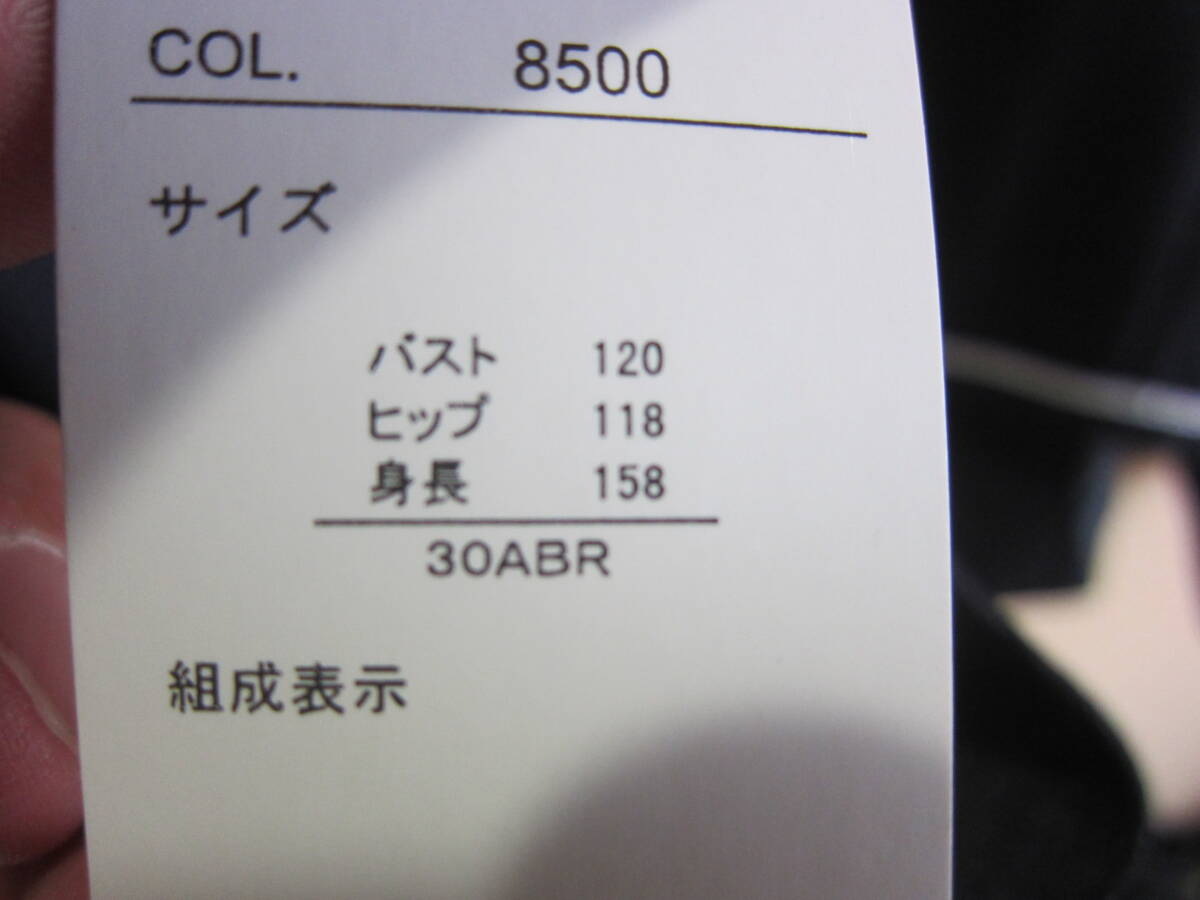 COL. 8500
サイズ
バスト 120
ヒップ 118
身長 158
30ABR
組成表示